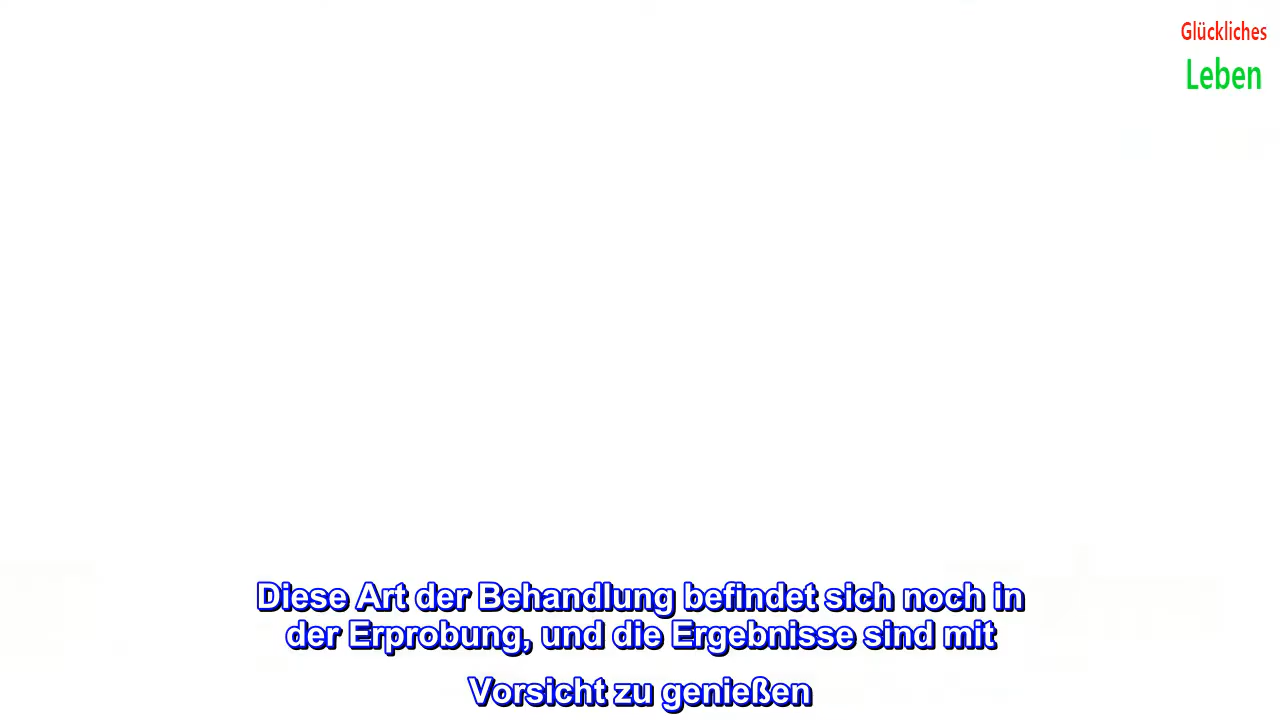 Glückliches
Leben
Diese Art der Behandlung befindet sich noch in
der Erprobung, und die Ergebnisse sind mit
Vorsicht zu genießen